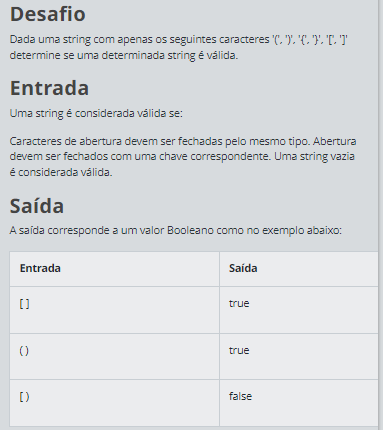 Desafio
Dada uma string com apenas os seguintes caracteres '(', ')', '{', '}', '[', ']'
determine se uma determinada string é válida.
Entrada
Uma string é considerada válida se:
Caracteres de abertura devem ser fechadas pelo mesmo tipo. Abertura
devem ser fechados com uma chave correspondente. Uma string vazia
é considerada válida.
Saída
A saída corresponde a um valor Booleano como no exemplo abaixo:
Entrada Saída
[ ] true
( ) true
[ ) false